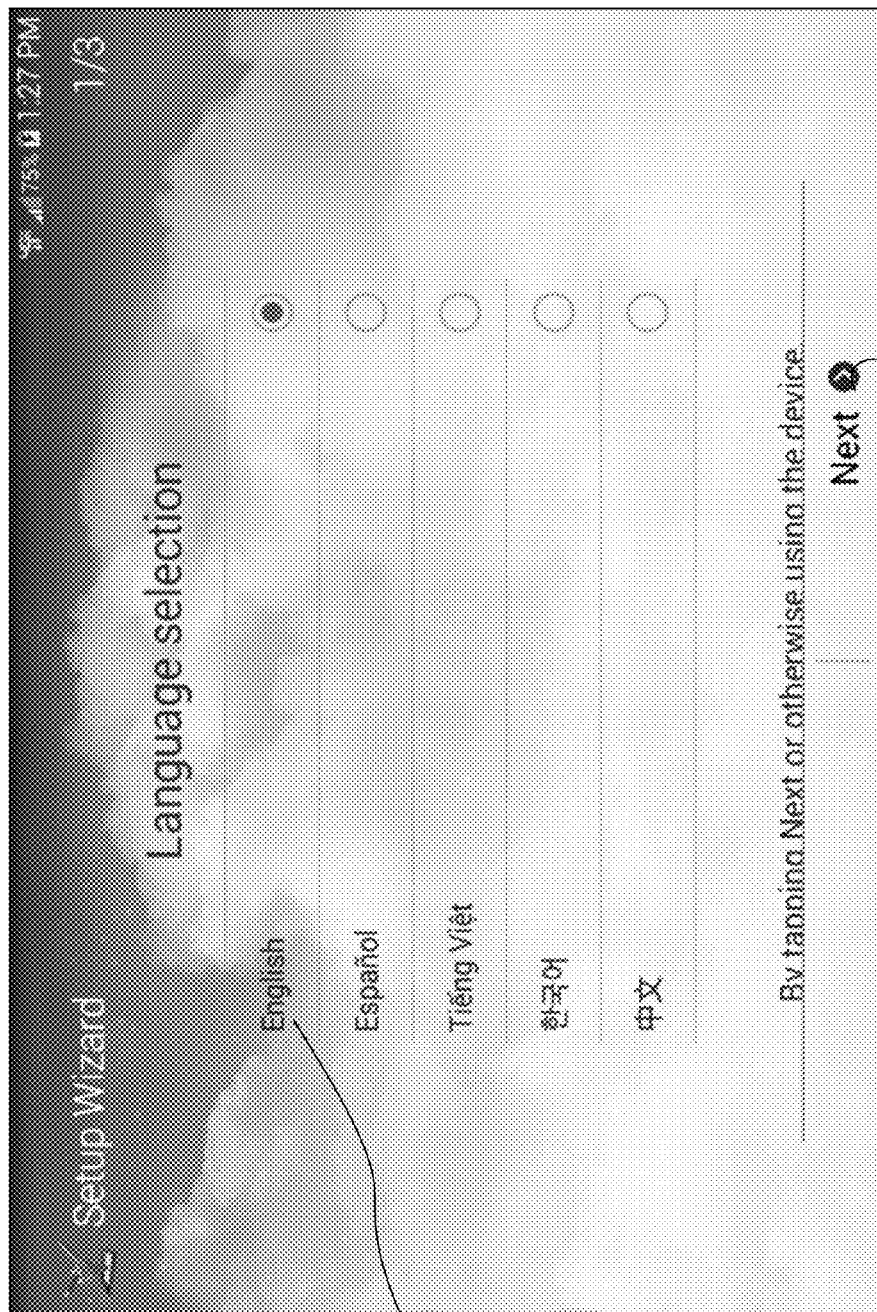 75% 1:27 PM
Setup Wizard 1/3
Language selection
English
Español
Tiếng Việt
한국어
中文
By tapping Next or otherwise using the device,
Next